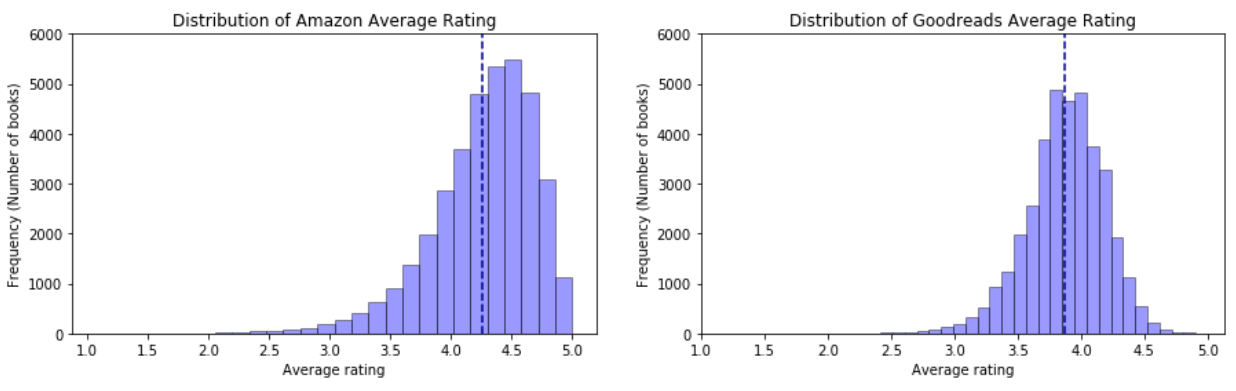 Distribution of Amazon Average Rating
Frequency (Number of books)
6000
5000
4000
3000
2000
1000
0
1.0 1.5 2.0 2.5 3.0 3.5 4.0 4.5 5.0
Average rating
Distribution of Goodreads Average Rating
Frequency (Number of books)
6000
5000
4000
3000
2000
1000
0
1.0 1.5 2.0 2.5 3.0 3.5 4.0 4.5 5.0
Average rating